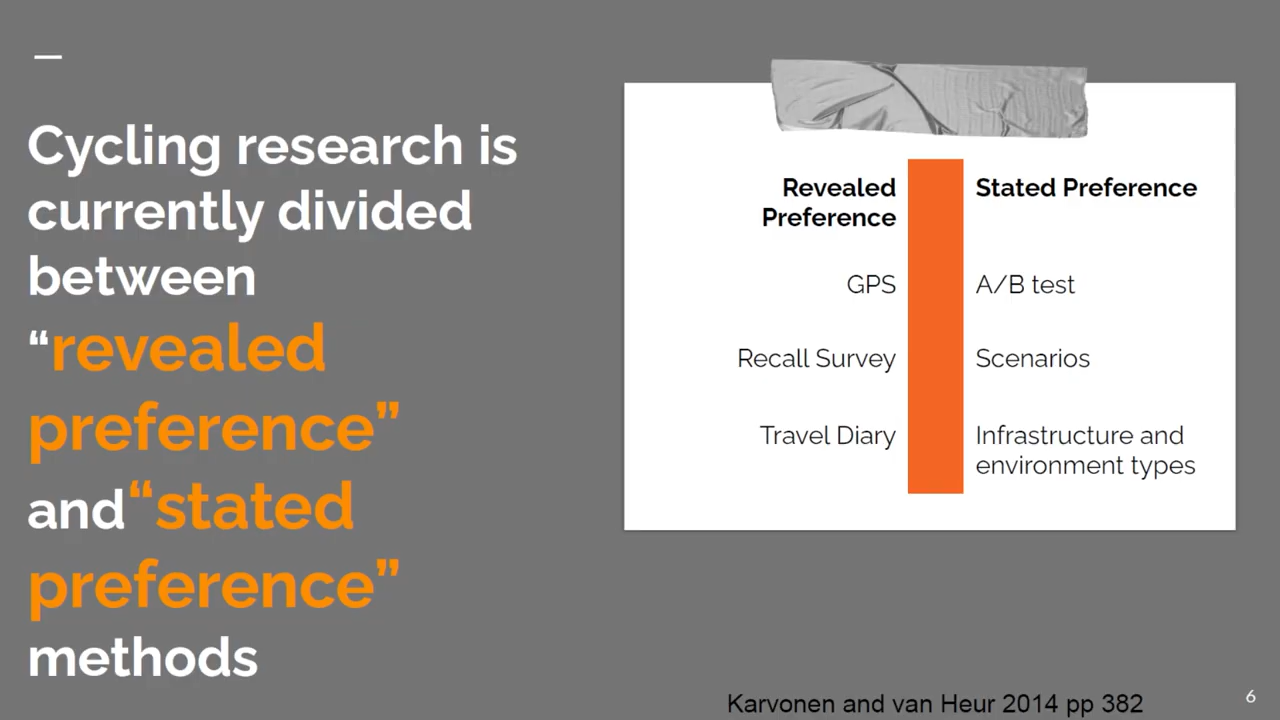 Cycling research is
currently divided
between
“revealed
preference”
and“stated
preference”
methods
Revealed
Preference
Stated Preference
GPS
A/B test
Recall Survey
Scenarios
Travel Diary
Infrastructure and
environment types
Karvonen and van Heur 2014 pp 382
6